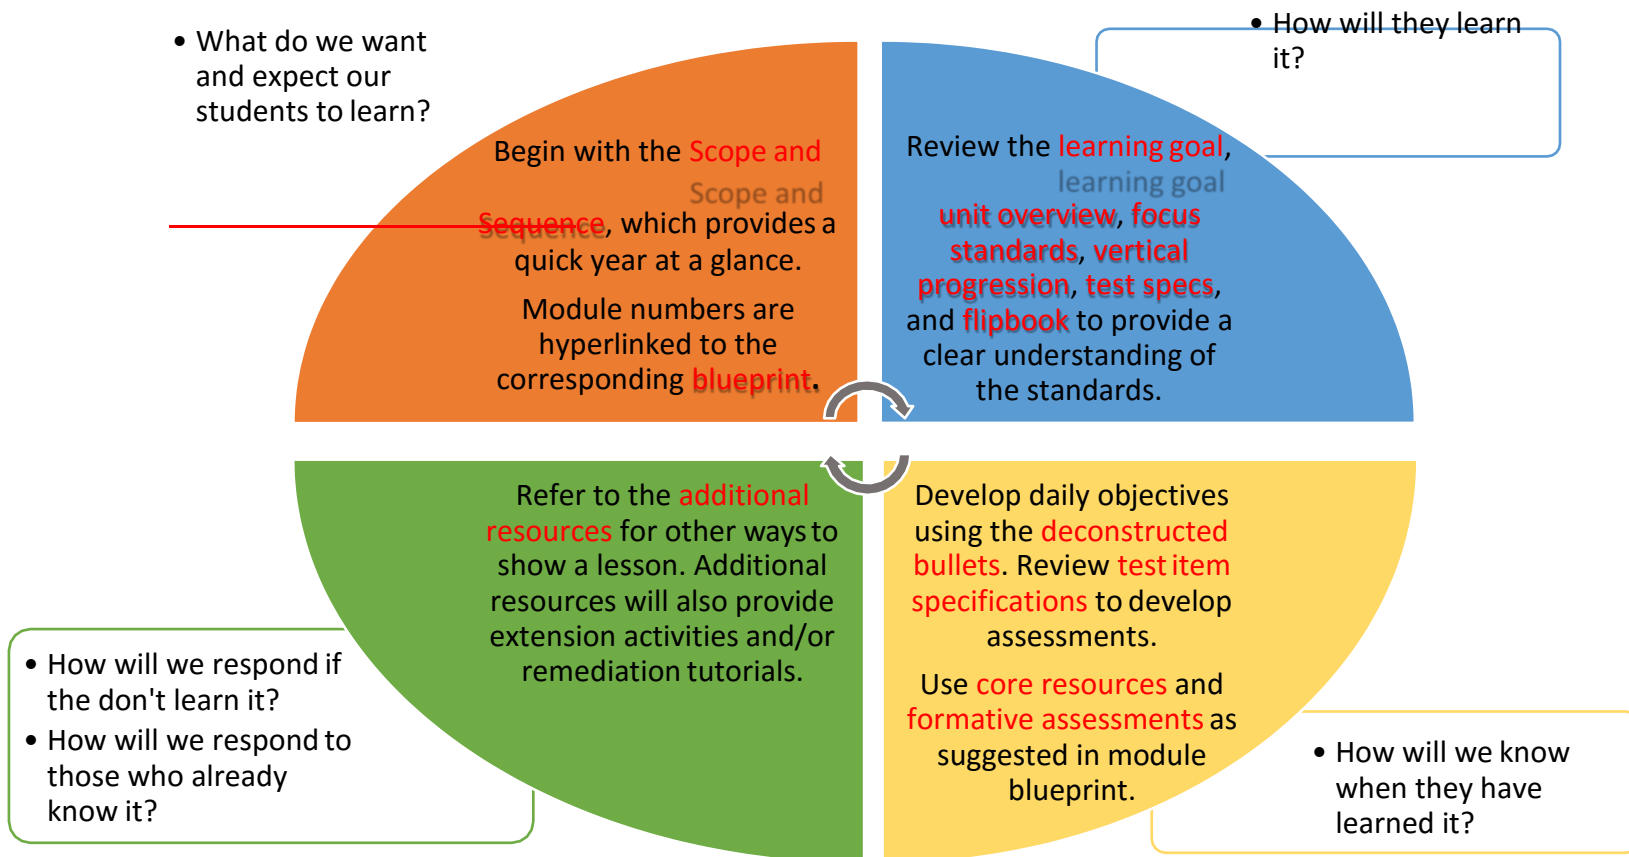 • What do we want
and expect our
students to learn?
Begin with the Scope and
Scope and
Sequence, which provides a
quick year at a glance.
Module numbers are
hyperlinked to the
corresponding blueprint.
• How will they learn
it?
Review the learning goal,
learning goal
unit overview, focus
standards, vertical
progression, test specs,
and flipbook to provide a
clear understanding of
the standards.
Refer to the additional
resources for other ways to
show a lesson. Additional
resources will also provide
extension activities and/or
remediation tutorials.
• How will we respond if
the don't learn it?
• How will we respond to
those who already
know it?
Develop daily objectives
using the deconstructed
bullets. Review test item
specifications to develop
assessments.
Use core resources and
formative assessments as
suggested in module
blueprint.
• How will we know
when they have
learned it?